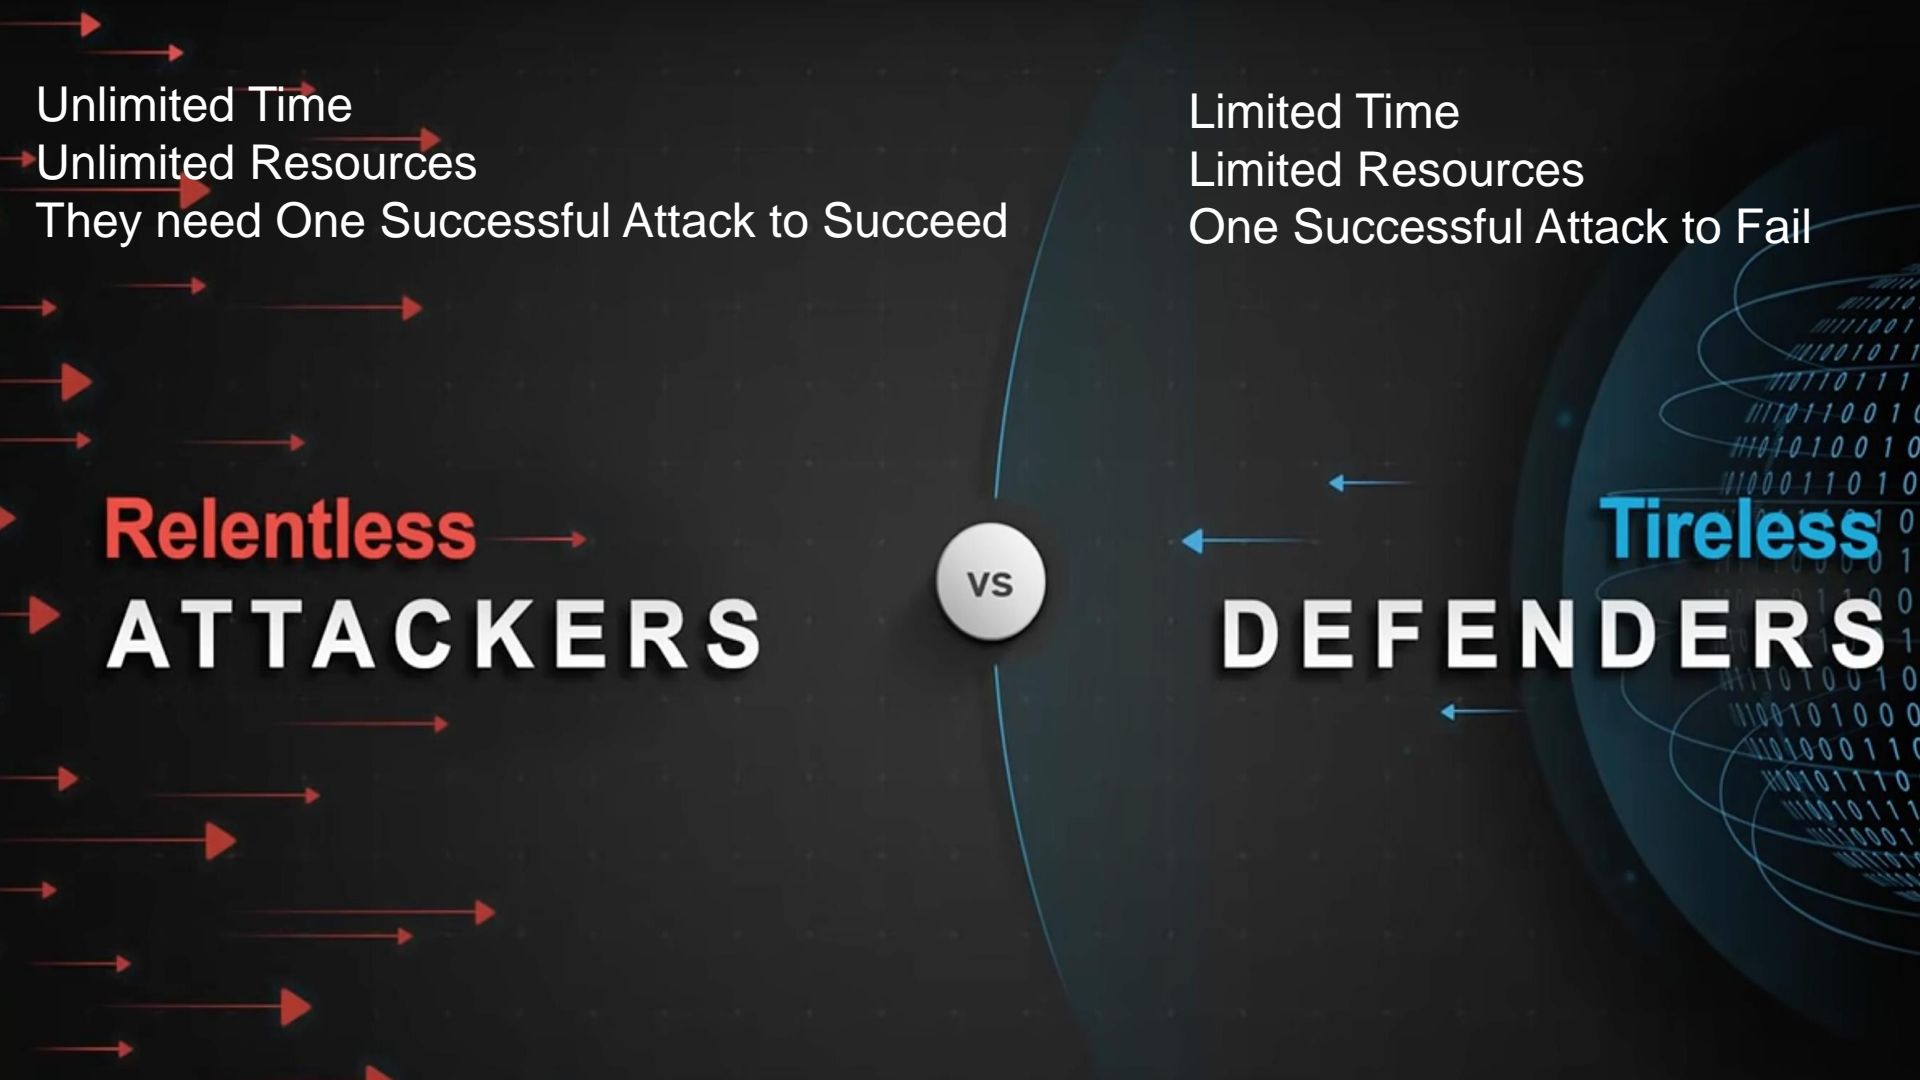 Unlimited Time
Unlimited Resources
They need One Successful Attack to Succeed
Limited Time
Limited Resources
One Successful Attack to Fail
Relentless
ATTACKERS
VS
Tireless
DEFENDERS